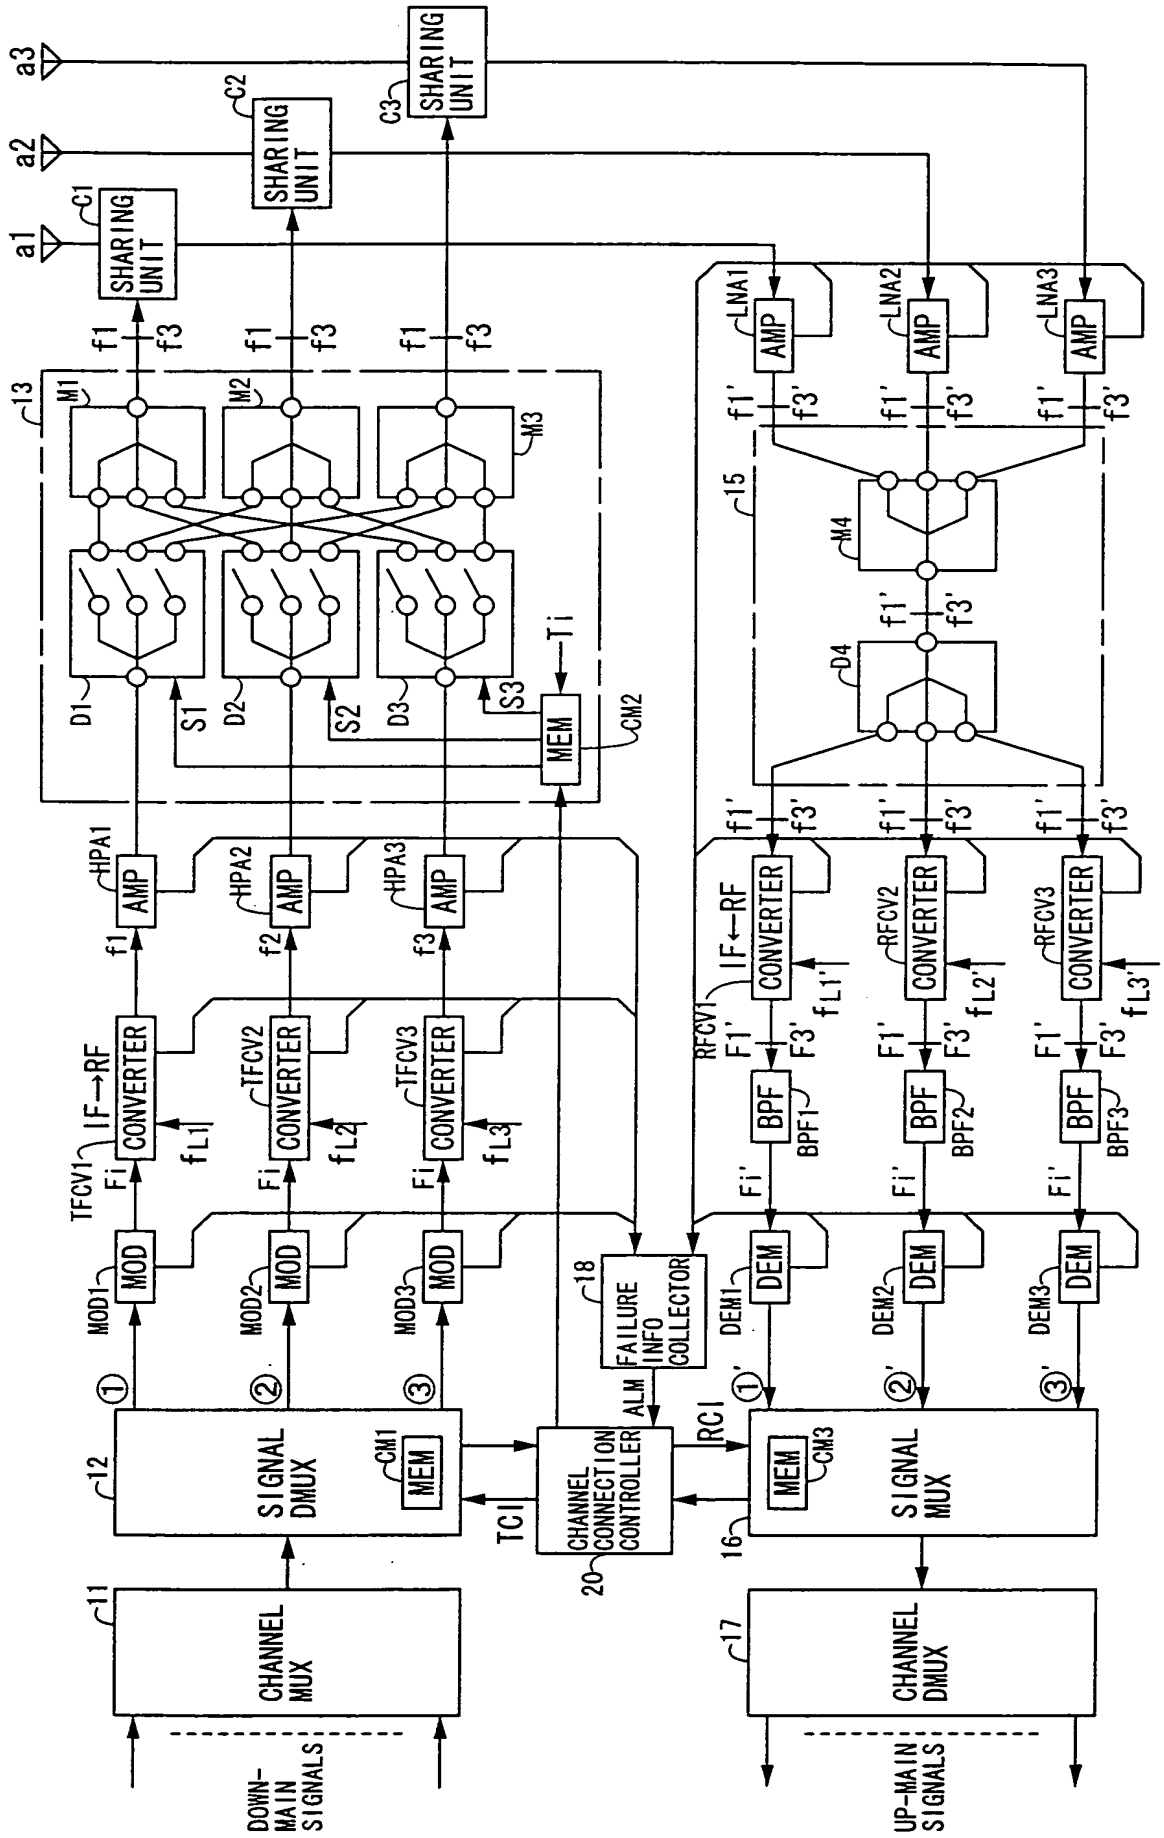 DOWN-
MAIN
SIGNALS
11
CHANNEL
MUX
12
SIGNAL
DMUX
CM1
MEM
①
②
③
MOD1
MOD
MOD2
MOD
MOD3
MOD
Fi
Fi
Fi
TFCV1
IF→RF
CONVERTER
fL1
TFCV2
CONVERTER
fL2
TFCV3
CONVERTER
fL3
f1
f2
f3
HPA1
AMP
HPA2
AMP
HPA3
AMP
13
D1
S1
D2
S2
D3
S3
MEM
CM2
Ti
M1
M2
M3
f1
f3
f1
f3
f1
f3
C1
SHARING
UNIT
C2
SHARING
UNIT
C3
SHARING
UNIT
a1
a2
a3
TCI
CHANNEL
CONNECTION
CONTROLLER
20
ALM
RCI
18
FAILURE
INFO
COLLECTOR
LNA1
AMP
LNA2
AMP
LNA3
AMP
f1'
f3'
f1'
f3'
f1'
f3'
15
M4
f1'
f3'
D4
f1'
f3'
f1'
f3'
f1'
f3'
RFCV1
IF←RF
CONVERTER
fL1'
RFCV2
CONVERTER
fL2'
RFCV3
CONVERTER
fL3'
F1'
F3'
F1'
F3'
F1'
F3'
BPF
BPF1
BPF
BPF2
BPF
BPF3
Fi'
Fi'
Fi'
DEM1
DEM
DEM2
DEM
DEM3
DEM
①'
②'
③'
MEM
CM3
16
SIGNAL
MUX
17
CHANNEL
DMUX
UP-MAIN
SIGNALS